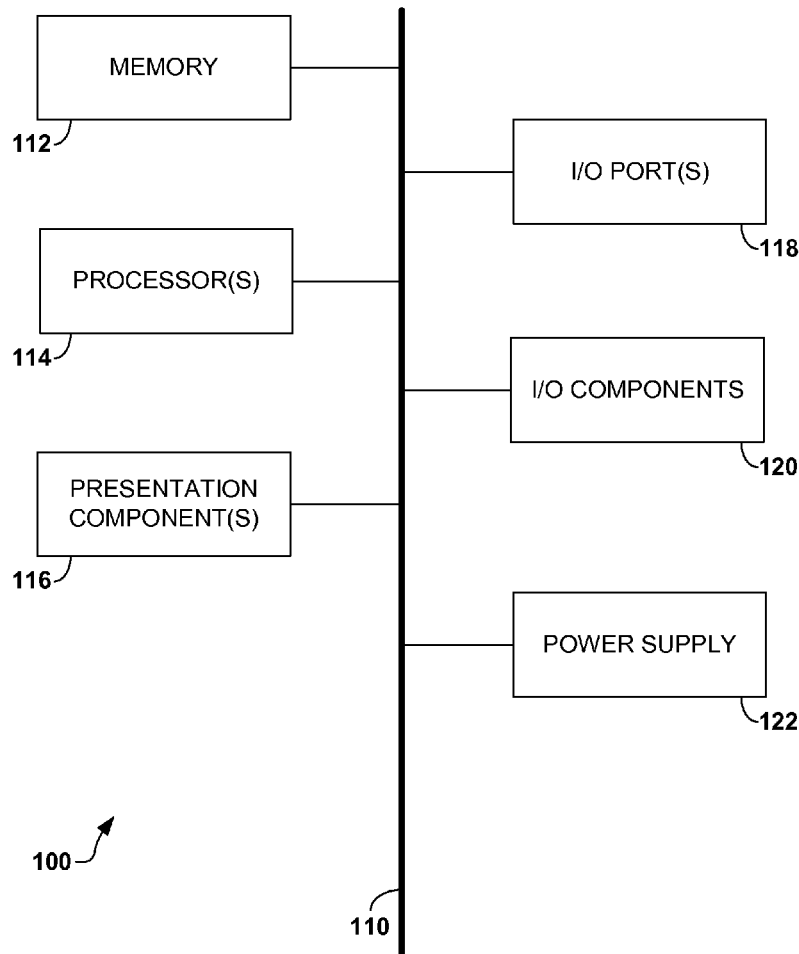 MEMORY
112
I/O PORT(S)
118
PROCESSOR(S)
114
I/O COMPONENTS
120
PRESENTATION
COMPONENT(S)
116
POWER SUPPLY
122
100
110